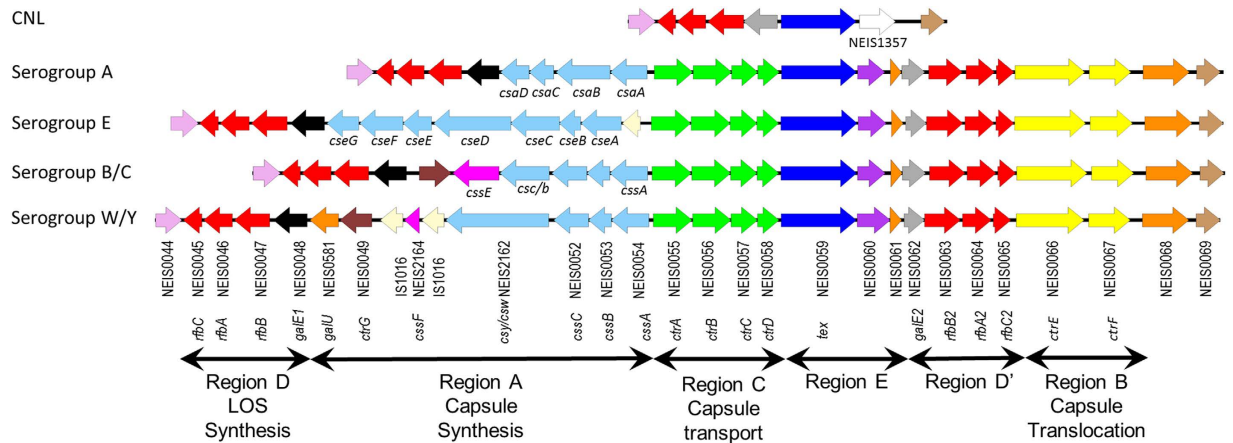 CNL
NEIS1357
Serogroup A
csaD csaC csaB csaA
Serogroup E
cseG cseF cseE cseD cseC cseB cseA
Serogroup B/C
cssE csc/b cssA
Serogroup W/Y
NEIS0044 NEIS0045 NEIS0046 NEIS0047 NEIS0048 NEIS0581 NEIS0049 IS1016 NEIS2164 IS1016 NEIS2162 NEIS0052 NEIS0053 NEIS0054 NEIS0055 NEIS0056 NEIS0057 NEIS0058 NEIS0059 NEIS0060 NEIS0061 NEIS0062 NEIS0063 NEIS0064 NEIS0065 NEIS0066 NEIS0067 NEIS0068 NEIS0069
rfbC rfbA rfbB galE1 galU ctrG cssF csy/csw cssC cssB cssA ctrA ctrB ctrC ctrD tex galE2 rfbB2 rfbA2 rfbC2 ctrE ctrF
Region D Region A Region C Region E Region D' Region B
LOS Capsule Capsule Capsule
Synthesis Synthesis transport Translocation